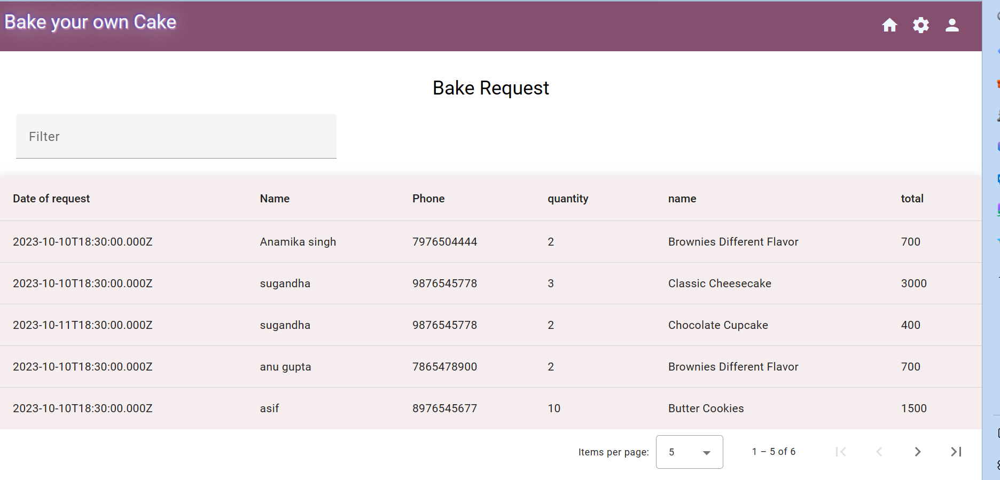 Bake your own Cake
Bake Request
Filter
Date of request Name Phone quantity name total
2023-10-10T18:30:00.000Z Anamika singh 7976504444 2 Brownies Different Flavor 700
2023-10-10T18:30:00.000Z sugandha 9876545778 3 Classic Cheesecake 3000
2023-10-11T18:30:00.000Z sugandha 9876545778 2 Chocolate Cupcake 400
2023-10-10T18:30:00.000Z anu gupta 7865478900 2 Brownies Different Flavor 700
2023-10-10T18:30:00.000Z asif 8976545677 10 Butter Cookies 1500
Items per page: 5 1 – 5 of 6